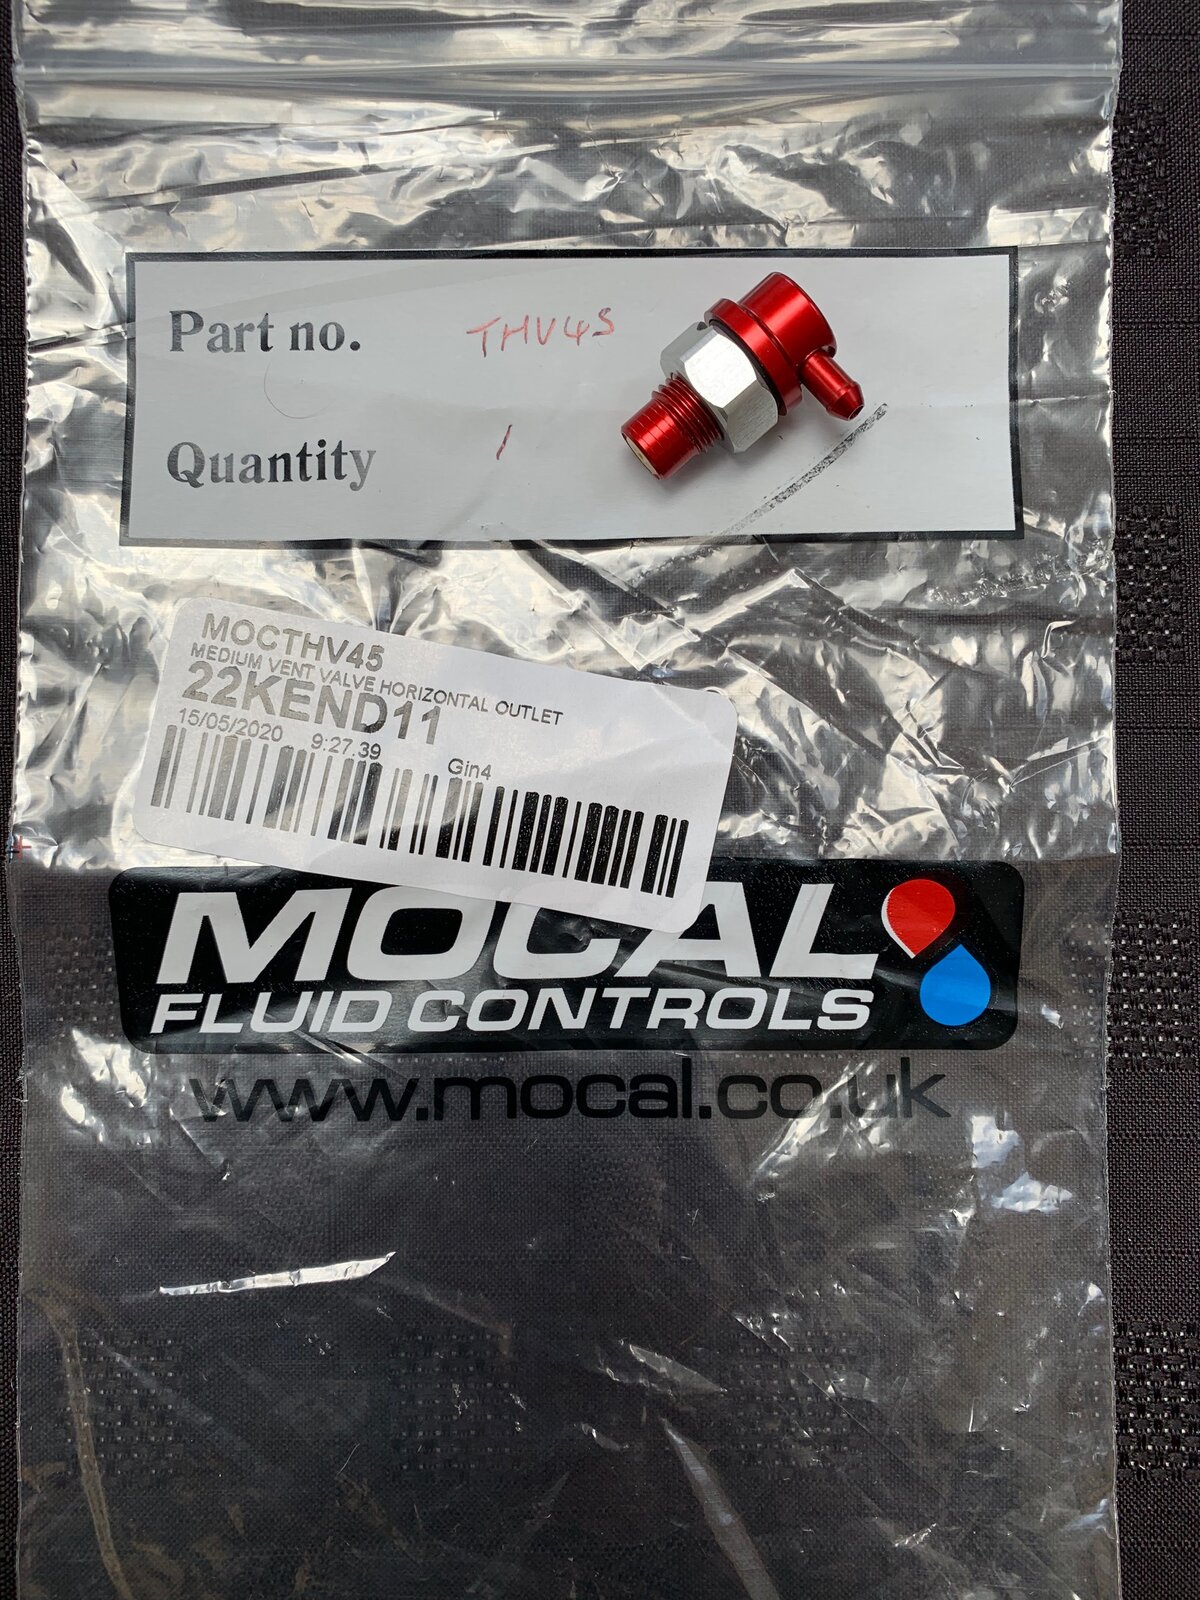 Part no. THV45
Quantity 1
MOCTHV45
MEDIUM VENT VALVE HORIZONTAL OUTLET
22KEND11
15/05/2020 9:27.39 Gin4
MOCAL
FLUID CONTROLS
www.mocal.co.uk